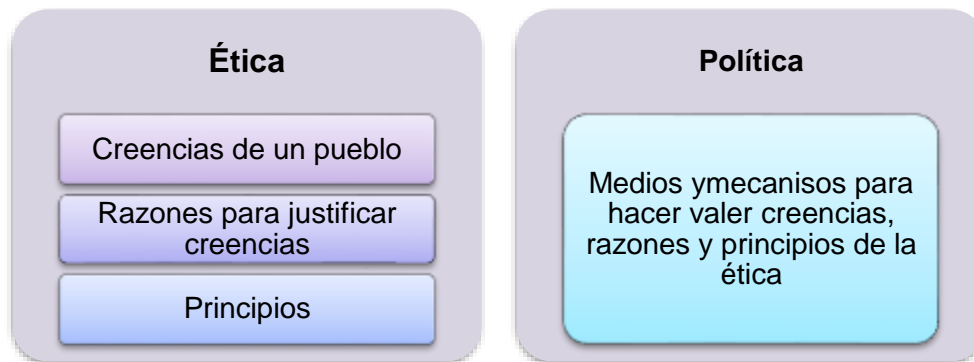 Ética
Creencias de un pueblo
Razones para justificar
creencias
Principios
Política
Medios ymecanisos para
hacer valer creencias,
razones y principios de la
ética